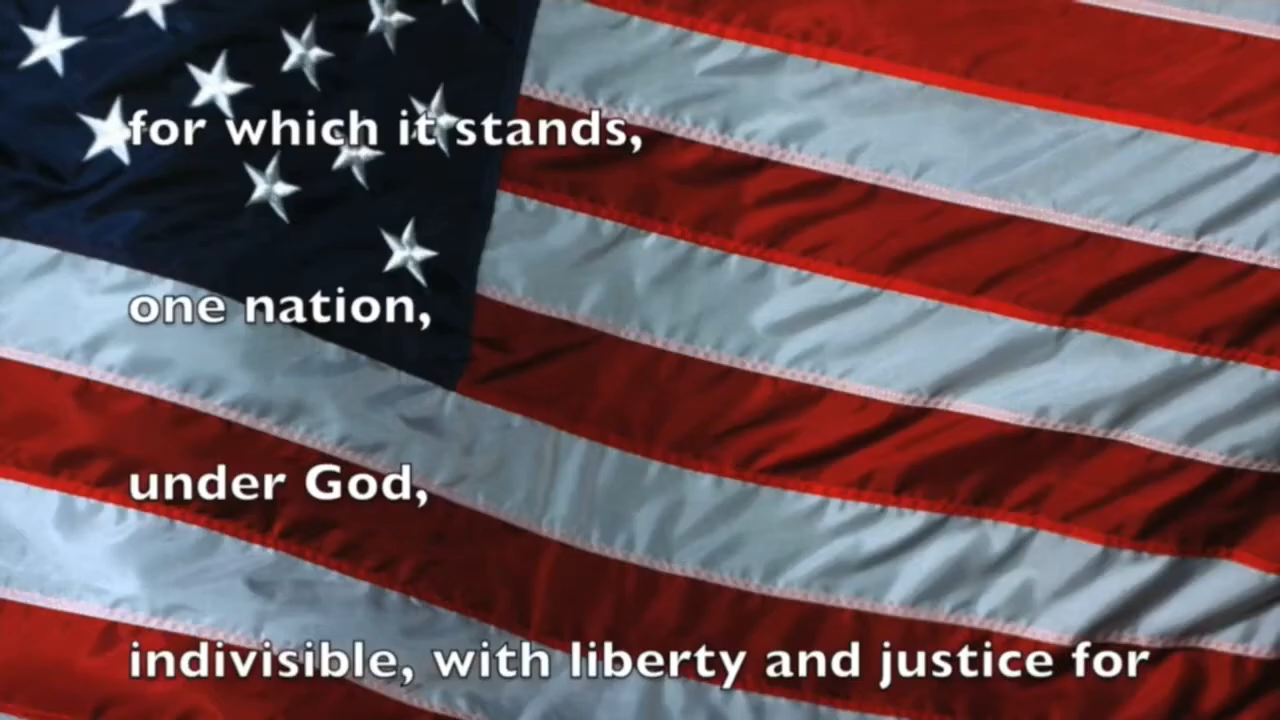 for which it stands,
one nation,
under God,
indivisible, with liberty and justice for